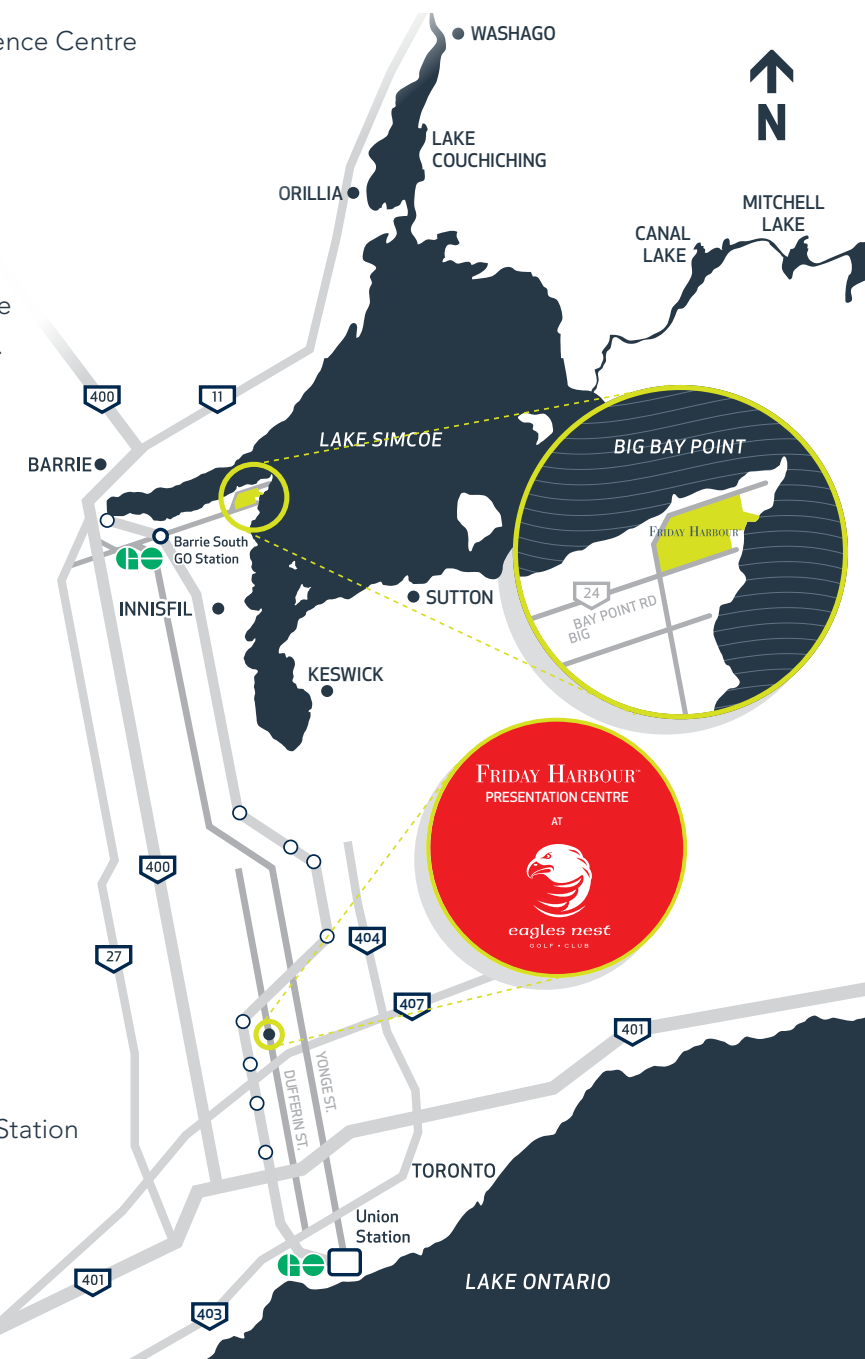 ence Centre
WASHAGO
N
LAKE
COUCHICHING
ORILLIA
MITCHELL
LAKE
CANAL
LAKE
e
400
11
LAKE SIMCOE
BIG BAY POINT
BARRIE
FRIDAY HARBOUR
Barrie South
GO Station
GO
24
BAY POINT RD
BIG
SUTTON
INNISFIL
KESWICK
FRIDAY HARBOUR™
PRESENTATION CENTRE
AT
eagles nest
GOLF • CLUB
400
404
27
407
401
YONGE ST.
DUFFERIN ST.
Station
TORONTO
Union
Station
GO
401
LAKE ONTARIO
403